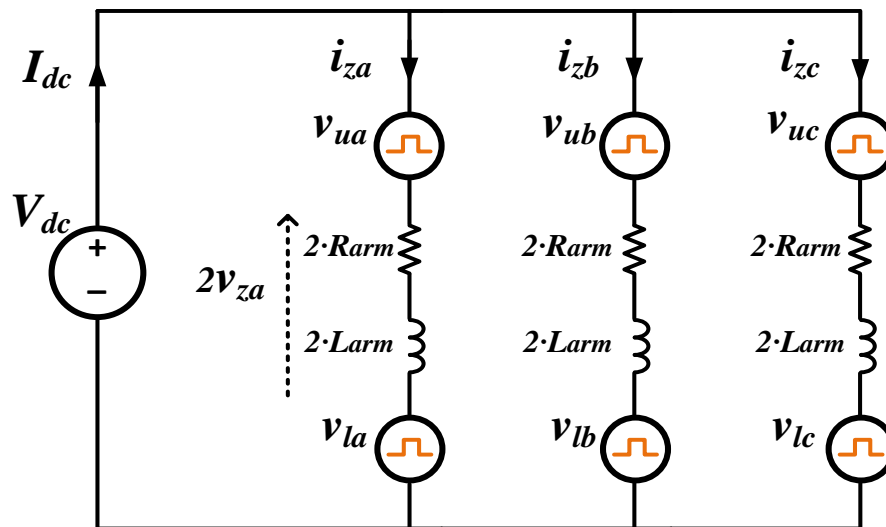 I_dc
i_za
i_zb
i_zc
v_ua
v_ub
v_uc
V_dc
+
−
2v_za
2·Rarm
2·Rarm
2·Rarm
2·Larm
2·Larm
2·Larm
v_la
v_lb
v_lc